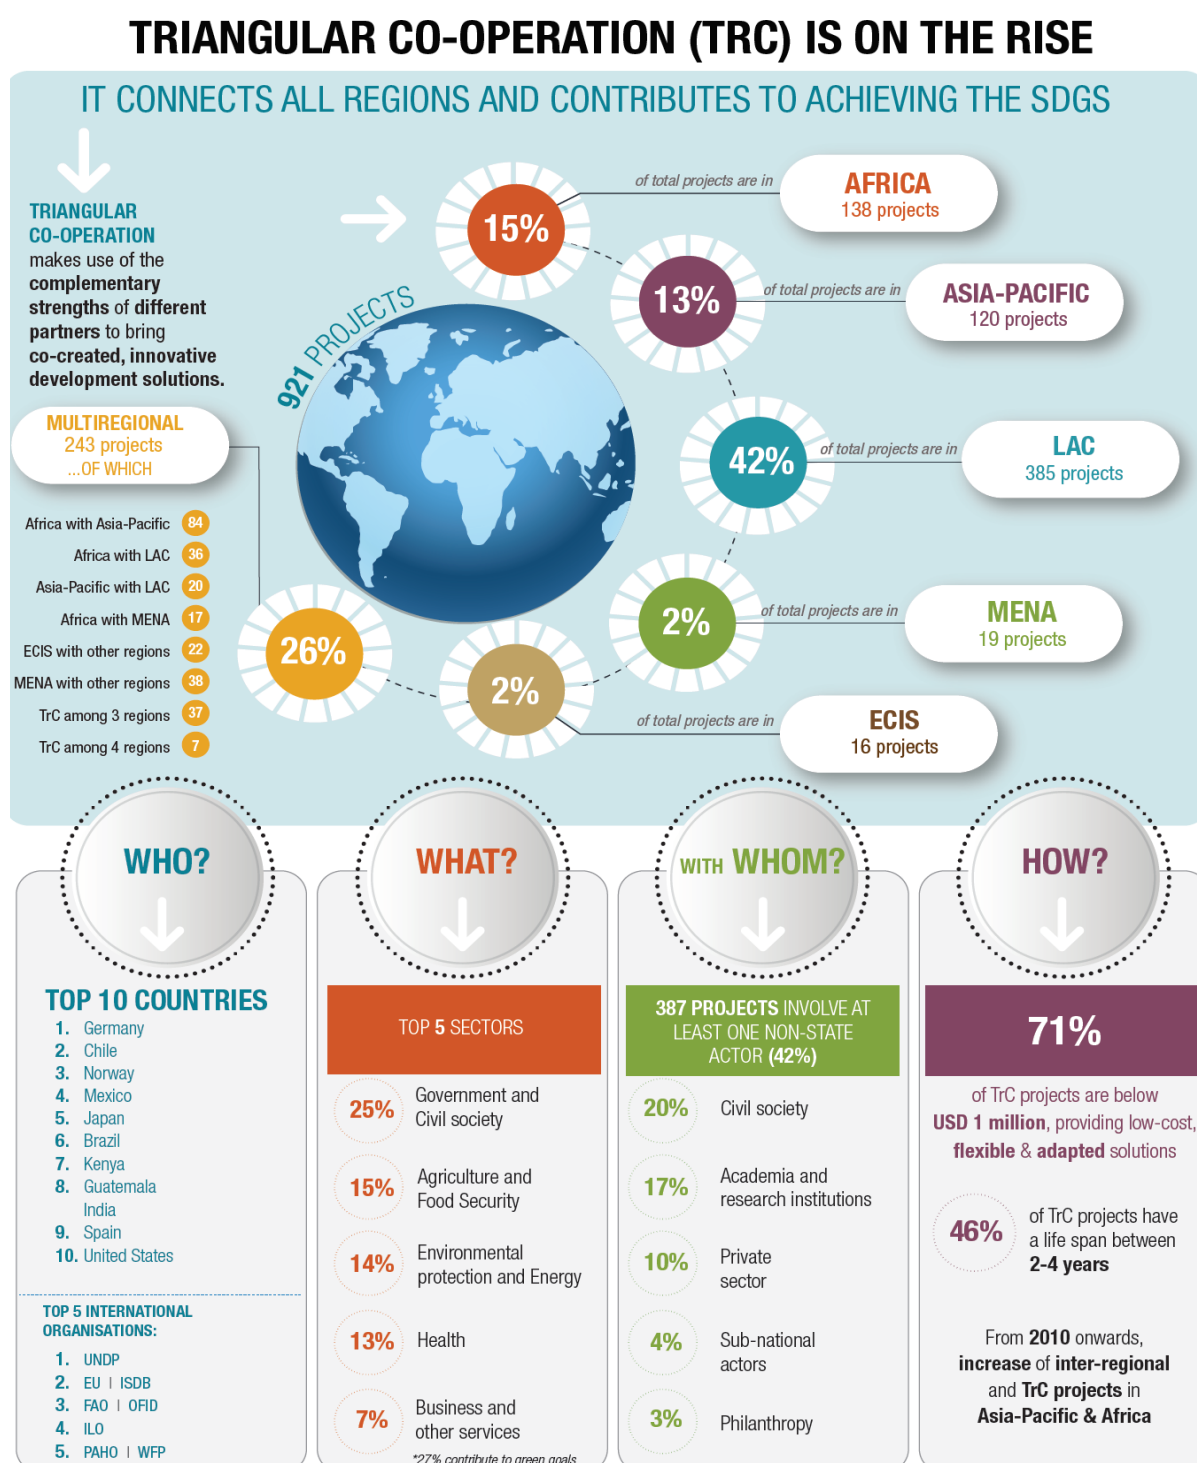 TRIANGULAR CO-OPERATION (TRC) IS ON THE RISE
IT CONNECTS ALL REGIONS AND CONTRIBUTES TO ACHIEVING THE SDGS
TRIANGULAR
CO-OPERATION
makes use of the
complementary
strengths of different
partners to bring
co-created, innovative
development solutions.
921 PROJECTS
15%
of total projects are in
AFRICA
138 projects
13%
of total projects are in
ASIA-PACIFIC
120 projects
42%
of total projects are in
LAC
385 projects
2%
of total projects are in
MENA
19 projects
2%
of total projects are in
ECIS
16 projects
26%
MULTIREGIONAL
243 projects
...OF WHICH
Africa with Asia-Pacific 84
Africa with LAC 36
Asia-Pacific with LAC 20
Africa with MENA 17
ECIS with other regions 22
MENA with other regions 38
TrC among 3 regions 37
TrC among 4 regions 7
WHO?
TOP 10 COUNTRIES
1. Germany
2. Chile
3. Norway
4. Mexico
5. Japan
6. Brazil
7. Kenya
8. Guatemala
India
9. Spain
10. United States
TOP 5 INTERNATIONAL
ORGANISATIONS:
1. UNDP
2. EU | ISDB
3. FAO | OFID
4. ILO
5. PAHO | WFP
WHAT?
TOP 5 SECTORS
25% Government and
Civil society
15% Agriculture and
Food Security
14% Environmental
protection and Energy
13% Health
7% Business and
other services
*27% contribute to green goals
WITH WHOM?
387 PROJECTS INVOLVE AT
LEAST ONE NON-STATE
ACTOR (42%)
20% Civil society
17% Academia and
research institutions
10% Private
sector
4% Sub-national
actors
3% Philanthropy
HOW?
71%
of TrC projects are below
USD 1 million, providing low-cost,
flexible & adapted solutions
46% of TrC projects have
a life span between
2-4 years
From 2010 onwards,
increase of inter-regional
and TrC projects in
Asia-Pacific & Africa